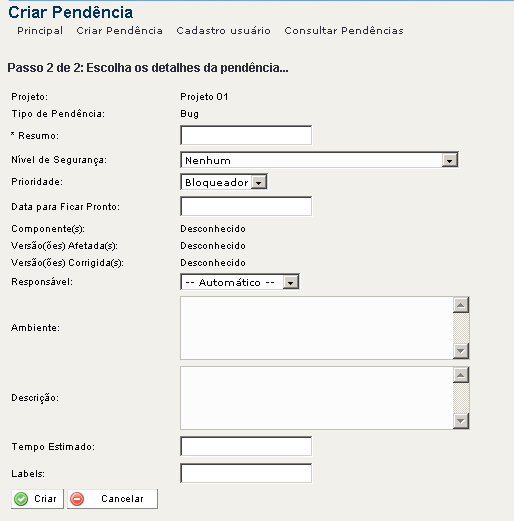 Criar Pendência
Principal Criar Pendência Cadastro usuário Consultar Pendências
Passo 2 de 2: Escolha os detalhes da pendência...
Projeto: Projeto 01
Tipo de Pendência: Bug
* Resumo:
Nível de Segurança: Nenhum
Prioridade: Bloqueador
Data para Ficar Pronto:
Componente(s): Desconhecido
Versão(ões) Afetada(s): Desconhecido
Versão(ões) Corrigida(s): Desconhecido
Responsável: -- Automático --
Ambiente:
Descrição:
Tempo Estimado:
Labels:
Criar Cancelar